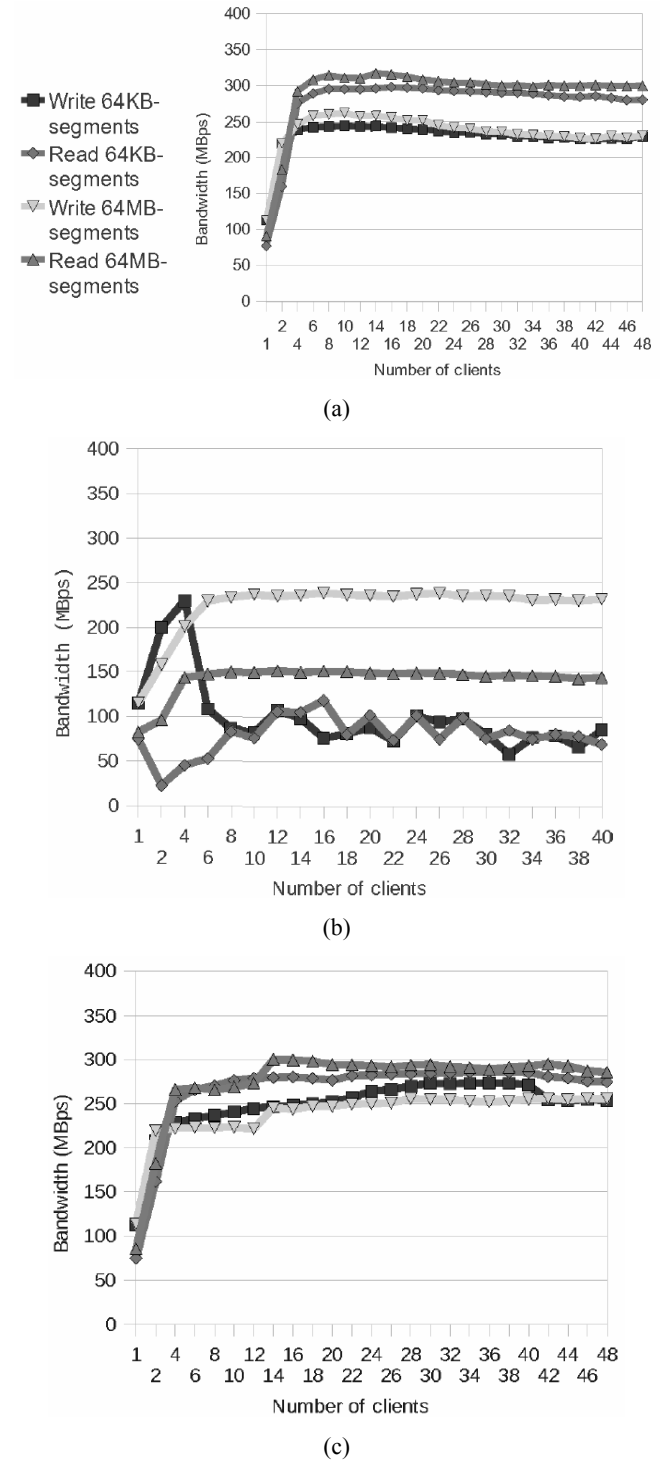 Write 64KB-
segments
Read 64KB-
segments
Write 64MB-
segments
Read 64MB-
segments
Bandwidth (MBps)
400
350
300
250
200
150
100
50
0
2 6 10 14 18 22 26 30 34 38 42 46
1 4 8 12 16 20 24 28 32 36 40 44 48
Number of clients
(a)
Bandwidth (MBps)
400
350
300
250
200
150
100
50
0
1 4 8 12 16 20 24 28 32 36 40
2 6 10 14 18 22 26 30 34 38
Number of clients
(b)
Bandwidth (MBps)
400
350
300
250
200
150
100
50
0
1 4 8 12 16 20 24 28 32 36 40 44 48
2 6 10 14 18 22 26 30 34 38 42 46
Number of clients
(c)